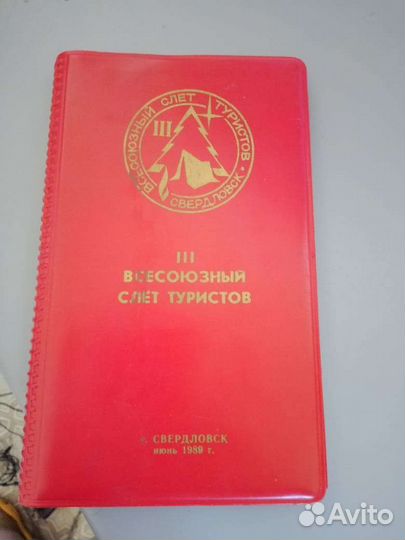 ВСЕСОЮЗНЫЙ СЛЕТ ТУРИСТОВ
III
• СВЕРДЛОВСК •
III
ВСЕСОЮЗНЫЙ
СЛЕТ ТУРИСТОВ
г. СВЕРДЛОВСК
июнь 1989 г.
Avito